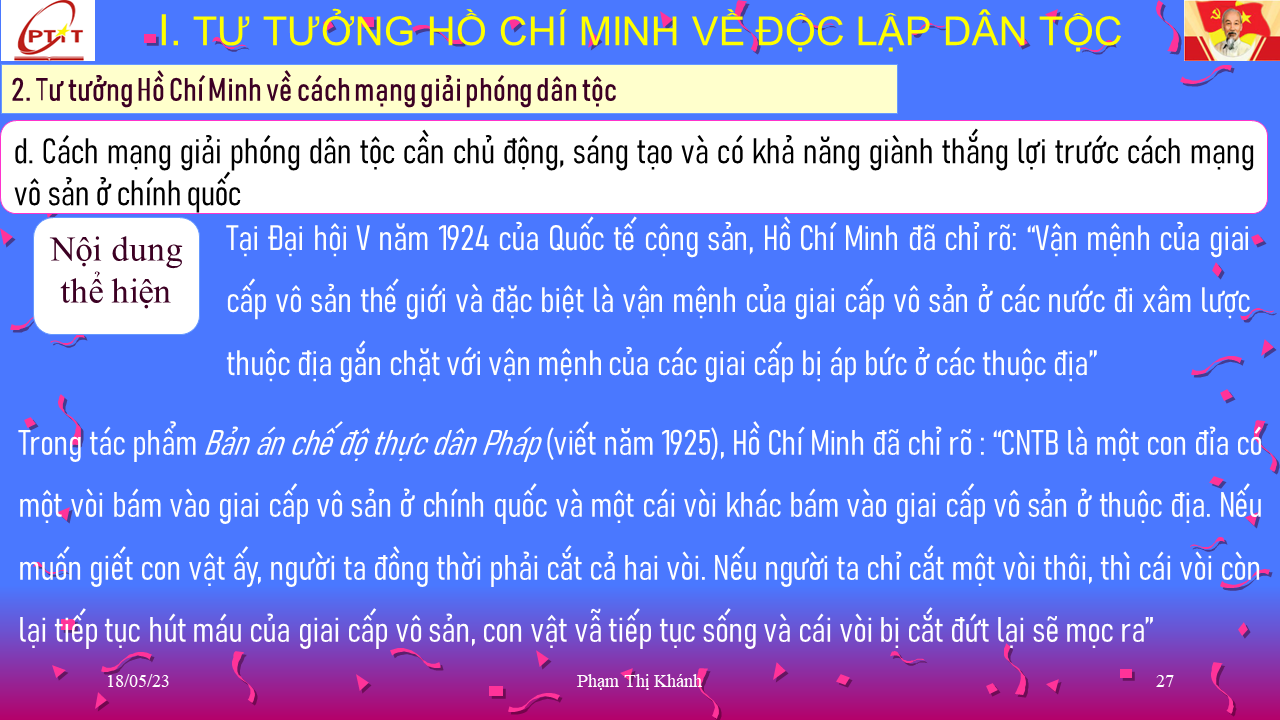 PTIT
I. TƯ TƯỞNG HỒ CHÍ MINH VỀ ĐỘC LẬP DÂN TỘC
2. Tư tưởng Hồ Chí Minh về cách mạng giải phóng dân tộc
d. Cách mạng giải phóng dân tộc cần chủ động, sáng tạo và có khả năng giành thắng lợi trước cách mạng
vô sản ở chính quốc
Nội dung
thể hiện
Tại Đại hội V năm 1924 của Quốc tế cộng sản, Hồ Chí Minh đã chỉ rõ: “Vận mệnh của giai
cấp vô sản thế giới và đặc biệt là vận mệnh của giai cấp vô sản ở các nước đi xâm lược
thuộc địa gắn chặt với vận mệnh của các giai cấp bị áp bức ở các thuộc địa”
Trong tác phẩm Bản án chế độ thực dân Pháp (viết năm 1925), Hồ Chí Minh đã chỉ rõ : “CNTB là một con đỉa có
một vòi bám vào giai cấp vô sản ở chính quốc và một cái vòi khác bám vào giai cấp vô sản ở thuộc địa. Nếu
muốn giết con vật ấy, người ta đồng thời phải cắt cả hai vòi. Nếu người ta chỉ cắt một vòi thôi, thì cái vòi còn
lại tiếp tục hút máu của giai cấp vô sản, con vật vẫ tiếp tục sống và cái vòi bị cắt đứt lại sẽ mọc ra”
18/05/23
Phạm Thị Khánh
27